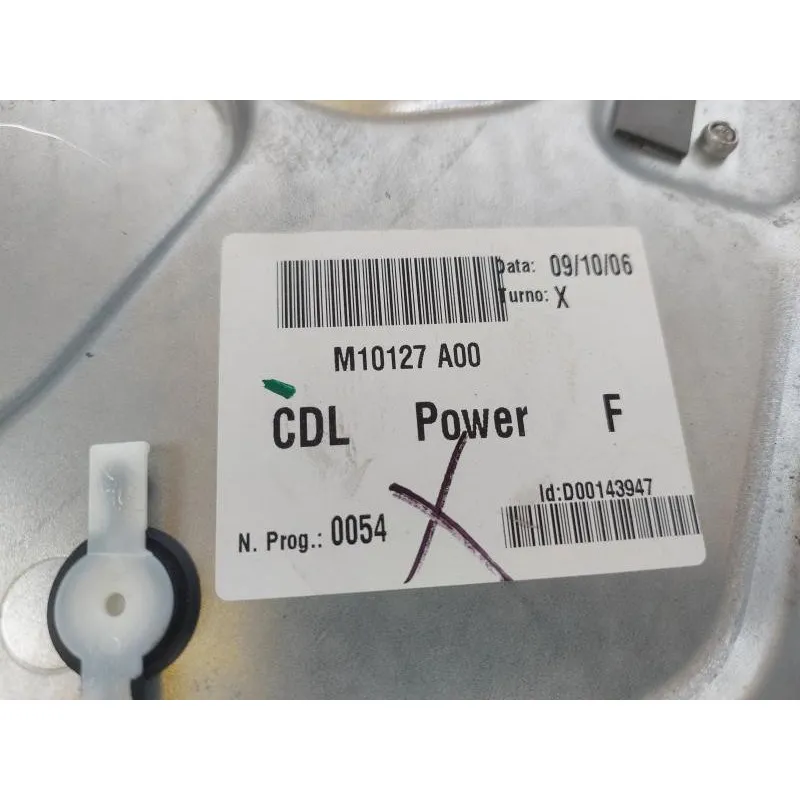 Data: 09/10/06
Turno: X
M10127 A00
CDL Power F
Id:D00143947
N. Prog.: 0054